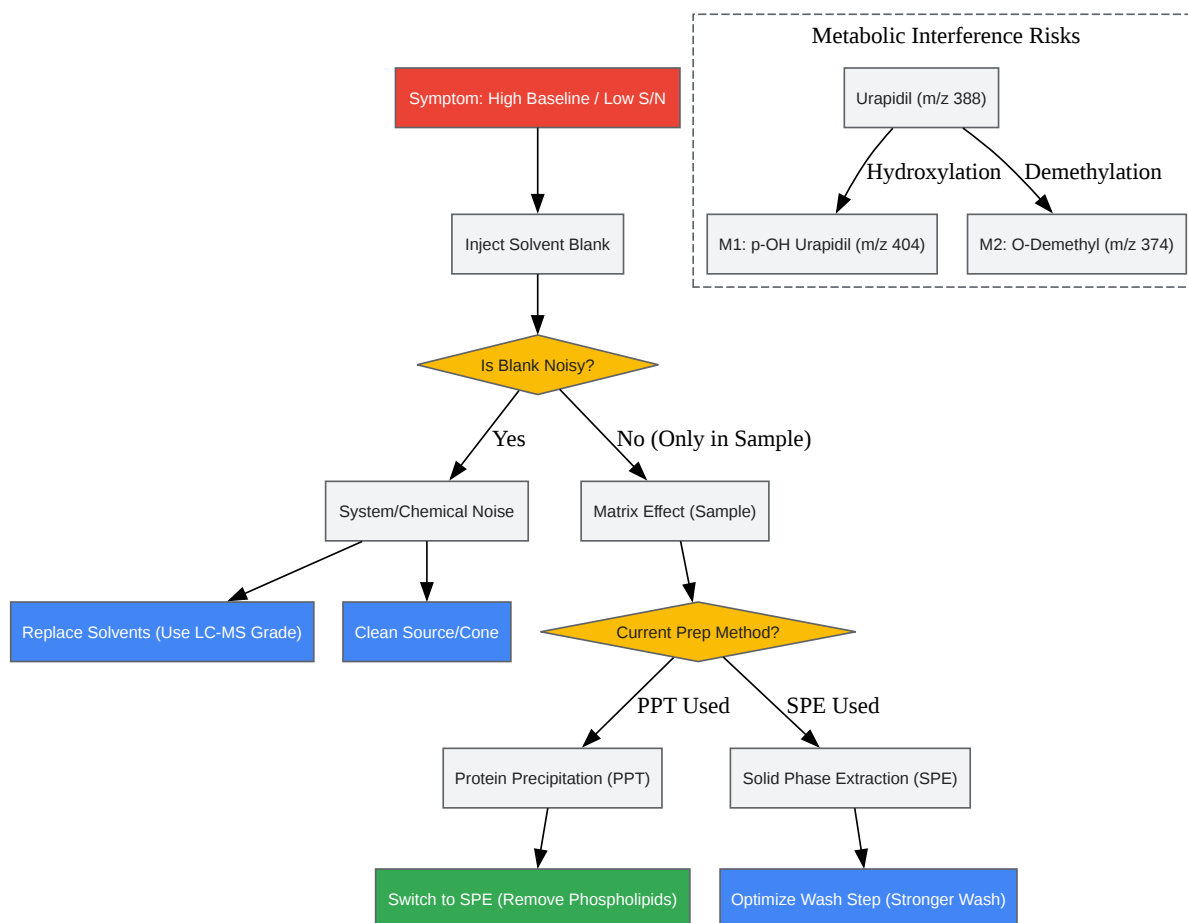 Metabolic Interference Risks
Symptom: High Baseline / Low S/N
Urapidil (m/z 388)
Hydroxylation
Demethylation
Inject Solvent Blank
M1: p-OH Urapidil (m/z 404)
M2: O-Demethyl (m/z 374)
Is Blank Noisy?
Yes
No (Only in Sample)
System/Chemical Noise
Matrix Effect (Sample)
Replace Solvents (Use LC-MS Grade)
Clean Source/Cone
Current Prep Method?
PPT Used
SPE Used
Protein Precipitation (PPT)
Solid Phase Extraction (SPE)
Switch to SPE (Remove Phospholipids)
Optimize Wash Step (Stronger Wash)